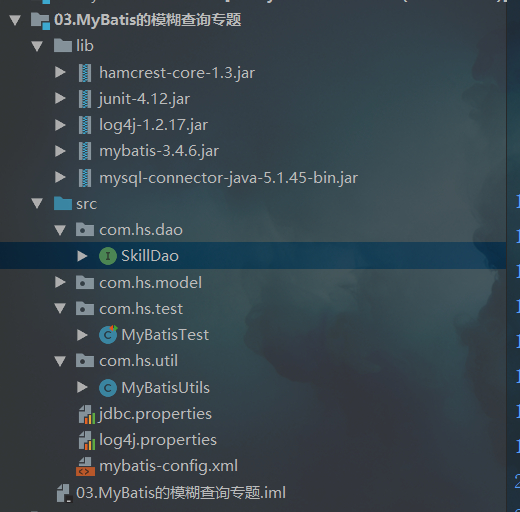 03.MyBatis的模糊查询专题
lib
hamcrest-core-1.3.jar
junit-4.12.jar
log4j-1.2.17.jar
mybatis-3.4.6.jar
mysql-connector-java-5.1.45-bin.jar
src
com.hs.dao
SkillDao
com.hs.model
com.hs.test
MyBatisTest
com.hs.util
MyBatisUtils
jdbc.properties
log4j.properties
mybatis-config.xml
03.MyBatis的模糊查询专题.iml